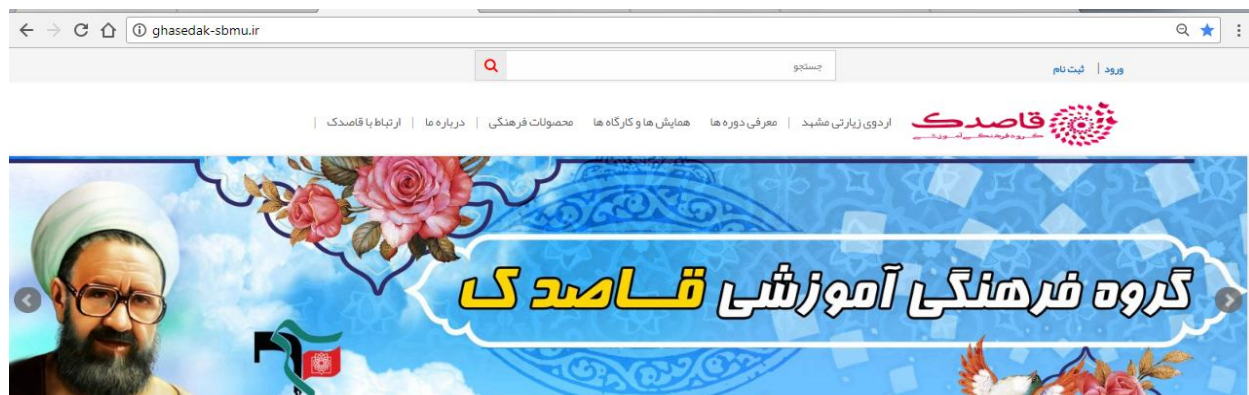 ghasedak-sbmu.ir
ورود | ثبت نام
جستجو
قاصدک
گروه فرهنگی آموزشی
اردوی زیارتی مشهد | معرفی دوره ها همایش ها و کارگاه ها محصولات فرهنگی | درباره ما | ارتباط با قاصدک |
گروه فرهنگی آموزشی قاصدک